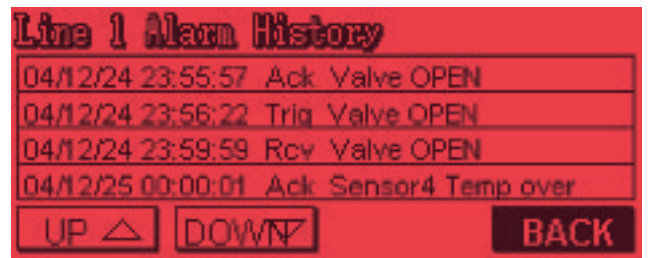 Line 1 Alarm History
04/12/24 23:55:57 Ack Valve OPEN
04/12/24 23:56:22 Trig Valve OPEN
04/12/24 23:59:59 Rcv Valve OPEN
04/12/25 00:00:01 Ack Sensor4 Temp over
UP DOWN BACK